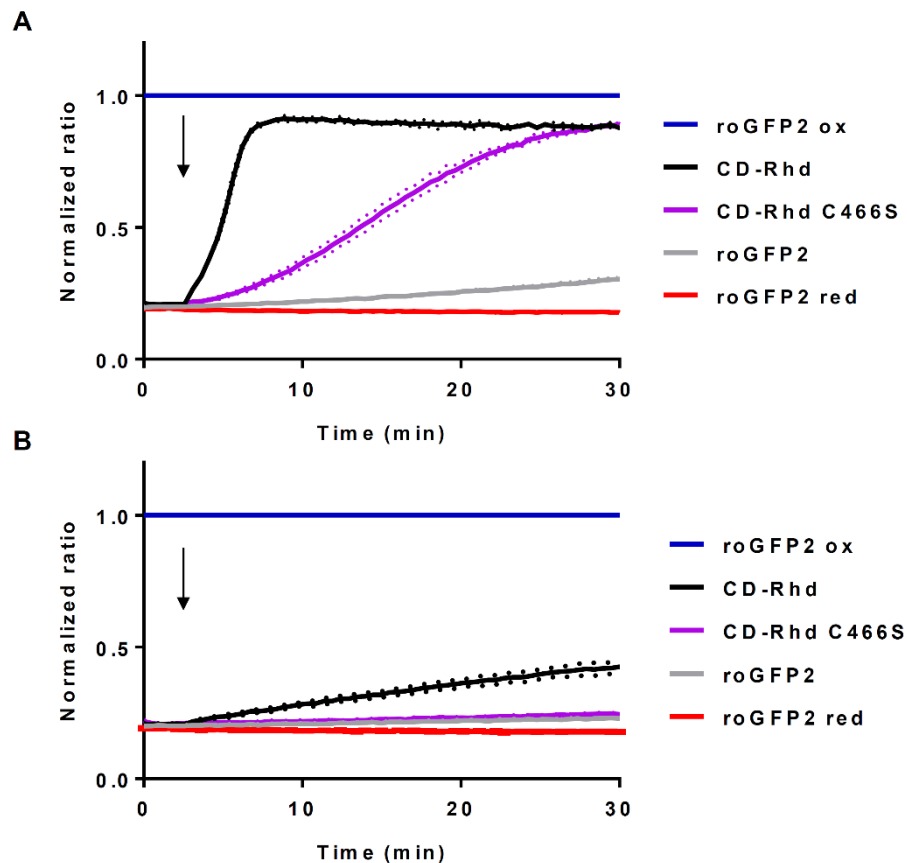 A
Normalized ratio
1.0
0.5
0.0
0
10
20
30
Time (min)
roGFP2 ox
CD-Rhd
CD-Rhd C466S
roGFP2
roGFP2 red
B
Normalized ratio
1.0
0.5
0.0
0
10
20
30
Time (min)
roGFP2 ox
CD-Rhd
CD-Rhd C466S
roGFP2
roGFP2 red